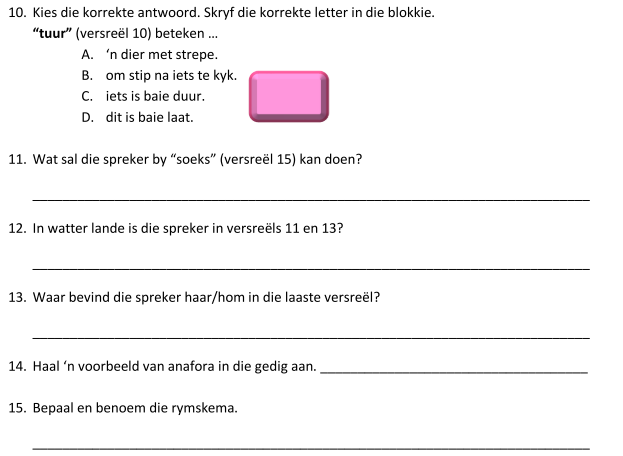 10. Kies die korrekte antwoord. Skryf die korrekte letter in die blokkie.
“tuur” (versreël 10) beteken ...
A. ‘n dier met strepe.
B. om stip na iets te kyk.
C. iets is baie duur.
D. dit is baie laat.
11. Wat sal die spreker by “soeks” (versreël 15) kan doen?
12. In watter lande is die spreker in versreëls 11 en 13?
13. Waar bevind die spreker haar/hom in die laaste versreël?
14. Haal ‘n voorbeeld van anafora in die gedig aan.
15. Bepaal en benoem die rymskema.